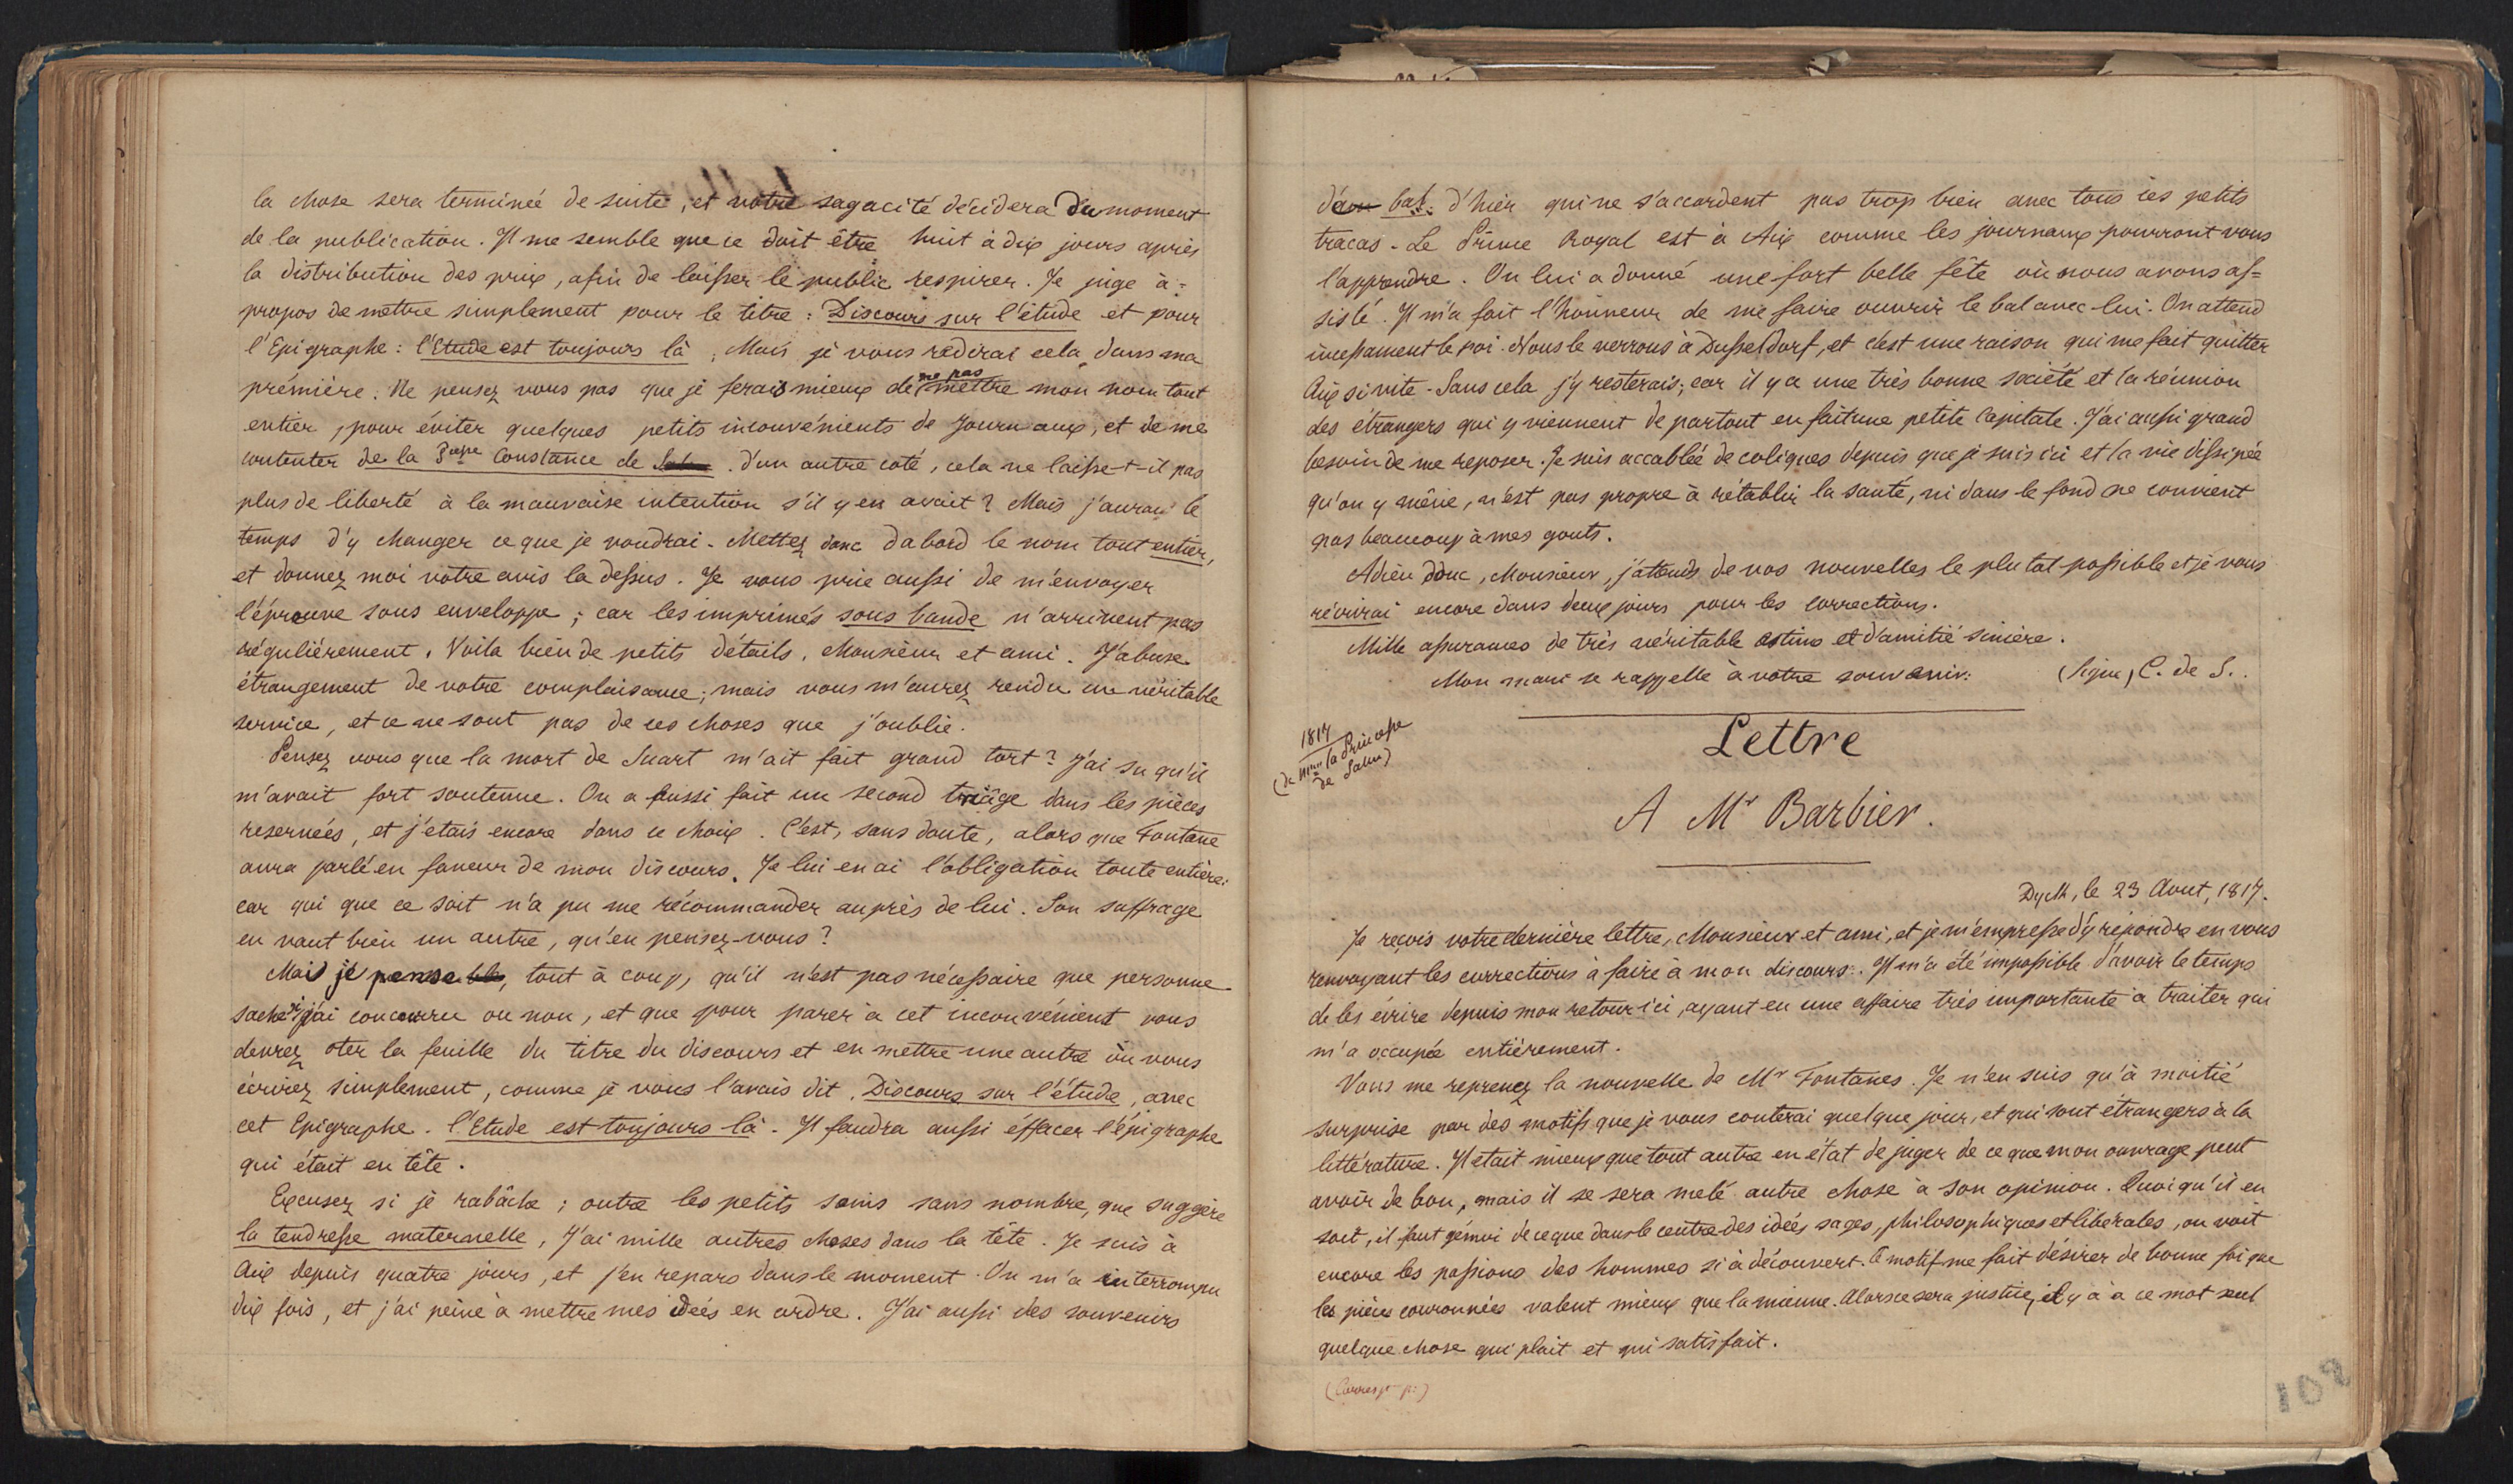 la chose sera terminée de suite, et votre sagacité décidera du moment
de la publication. Il me semble que ce doit être huit à dix jours après
la distribution des prix, afin de laisser le public respirer. Je juge à=
propos de mettre simplement pour le titre : Discours sur l'étude et pour
l'Epigraphe : l'Etude est toujours là. Mais je vous redirai cela dans ma
prémière. Ne pensez vous pas que je ferais mieux de ne pas mettre mon nom tout
entier, pour éviter quelques petits inconvénients de Journaux, et de me
contenter de la Pcesse Constance de . d'un autre coté, cela ne laisse-t-il pas
plus de liberté à la mauvaise intention s'il y en avait ? Mais j'aurai le
temps d'y changer ce que je voudrai. Mettez donc dabord le nom tout entier,
et donnez moi votre avis la dessus. Je vous prie aussi de m'envoyer
l'épreuve sous enveloppe ; car les imprimés sous bande n'arrivent pas
régulièrement. Voila bien de petits détails, Monsieur et ami. J'abuse
étrangement de votre complaisance ; mais vous m'aurez rendu un véritable
service, et ce ne sont pas de ces choses que j'oublie.
Pensez vous que la mort de Suart m'ait fait grand tort ? J'ai su qu'il
m'avait fort soutenue. On a aussi fait un second triâge dans les pièces
reservées, et j'etais encore dans ce choix. C'est, sans doute, alors que Fontane
aura parlé en faveur de mon discours. Je lui en ai l'obligation toute entière ;
car qui que ce soit n'a pu me récommander auprès de lui. Son suffrage
en vaut bien un autre, qu'en pensez-vous ?
Mais je pense, tout à coup, qu'il n'est pas nécessaire que personne
sache si j'ai concouru ou non, et que pour parer à cet inconvénient vous
devrez oter la feuille du titre du discours et en mettre une autre où vous
écrirez simplement, comme je vous l'avais dit. Discours sur l'étude, avec
cet Epigraphe. l'Etude est toujours là. Il faudra aussi éffacer l'épigraphe
qui était en tête.
Excusez si je rabâche ; outre les petits soins sans nombre, que suggère
la tendresse maternelle, j'ai mille autres choses dans la tête. Je suis à
Aix depuis quatre jours, et j'en repars dans le moment. On m'a interrompu
dix fois, et j'ai peine à mettre mes idées en ordre. J'ai aussi des souvenirs
d'un bal d'hier qui ne s'accordent pas trop bien avec tous ces petits
tracas. Le Prince Royal est à Aix comme les journaux pourront vous
l'apprendre. On lui a donné une fort belle fête où nous avons as=
sisté. Il m'a fait l'honneur de me faire ouvrir le bal avec lui. On attend
incessament le roi. Nous le verrons à Dusseldorf, et c'est une raison qui me fait quitter
Aix si vite. Sans cela j'y resterais ; car il y a une très bonne société et la réunion
des étrangers qui y viennent de partout en fait une petite Capitale. J'ai aussi grand
besoin de me reposer. Je suis accablée de coliques depuis que je suis ici et la vie dissipée
qu'on y mène, n'est pas propre à rétablir la santé, ni dans le fond ne convient
pas beaucoup à mes gouts.
Adieu donc, Monsieur, j'attends de vos nouvelles le plutot possible et je vous
récrirai encore dans deux jours pour les corrections.
Mille assurances de très véritable estime et d'amitié sincère.
Mon mari se rappelle à votre souvenir.
(Signe) C. de S..
1817
(de Mme la Princesse
de Salm)
Lettre
A Mr Barbier.
Dyck, le 23 Aout, 1817.
Je reçois votre dernière lettre, Monsieur et ami, et je m'empresse d'y répondre en vous
renvoyant les corrections à faire à mon discours. Il m'a été impossible d'avoir le temps
de les écrire depuis mon retour ici, ayant eu une affaire très importante à traiter qui
m'a occupée entièrement.
Vous me reprenez la nouvelle de Mr Fontanes. Je n'en suis qu'à moitié
surprise par des motifs que je vous conterai quelque jour, et qui sont étrangers à la
littérature. Il était mieux que tout autre en état de juger de ce que mon ouvrage peut
avoir de bon, mais il se sera melé autre chose à son opinion. Quoiqu'il en
soit, il faut gémir de ce que dans le centre des idées sages, philosophiques et libérales, on voit
encore les passions des hommes si à découvert. Ce motif me fait désirer de bonne foi que
les pièces couronnées valent mieux que la mienne. Alors ce sera justice, il y a à ce mot seul
quelque chose qui plait et qui satisfait.
(Corresp. p.)
108